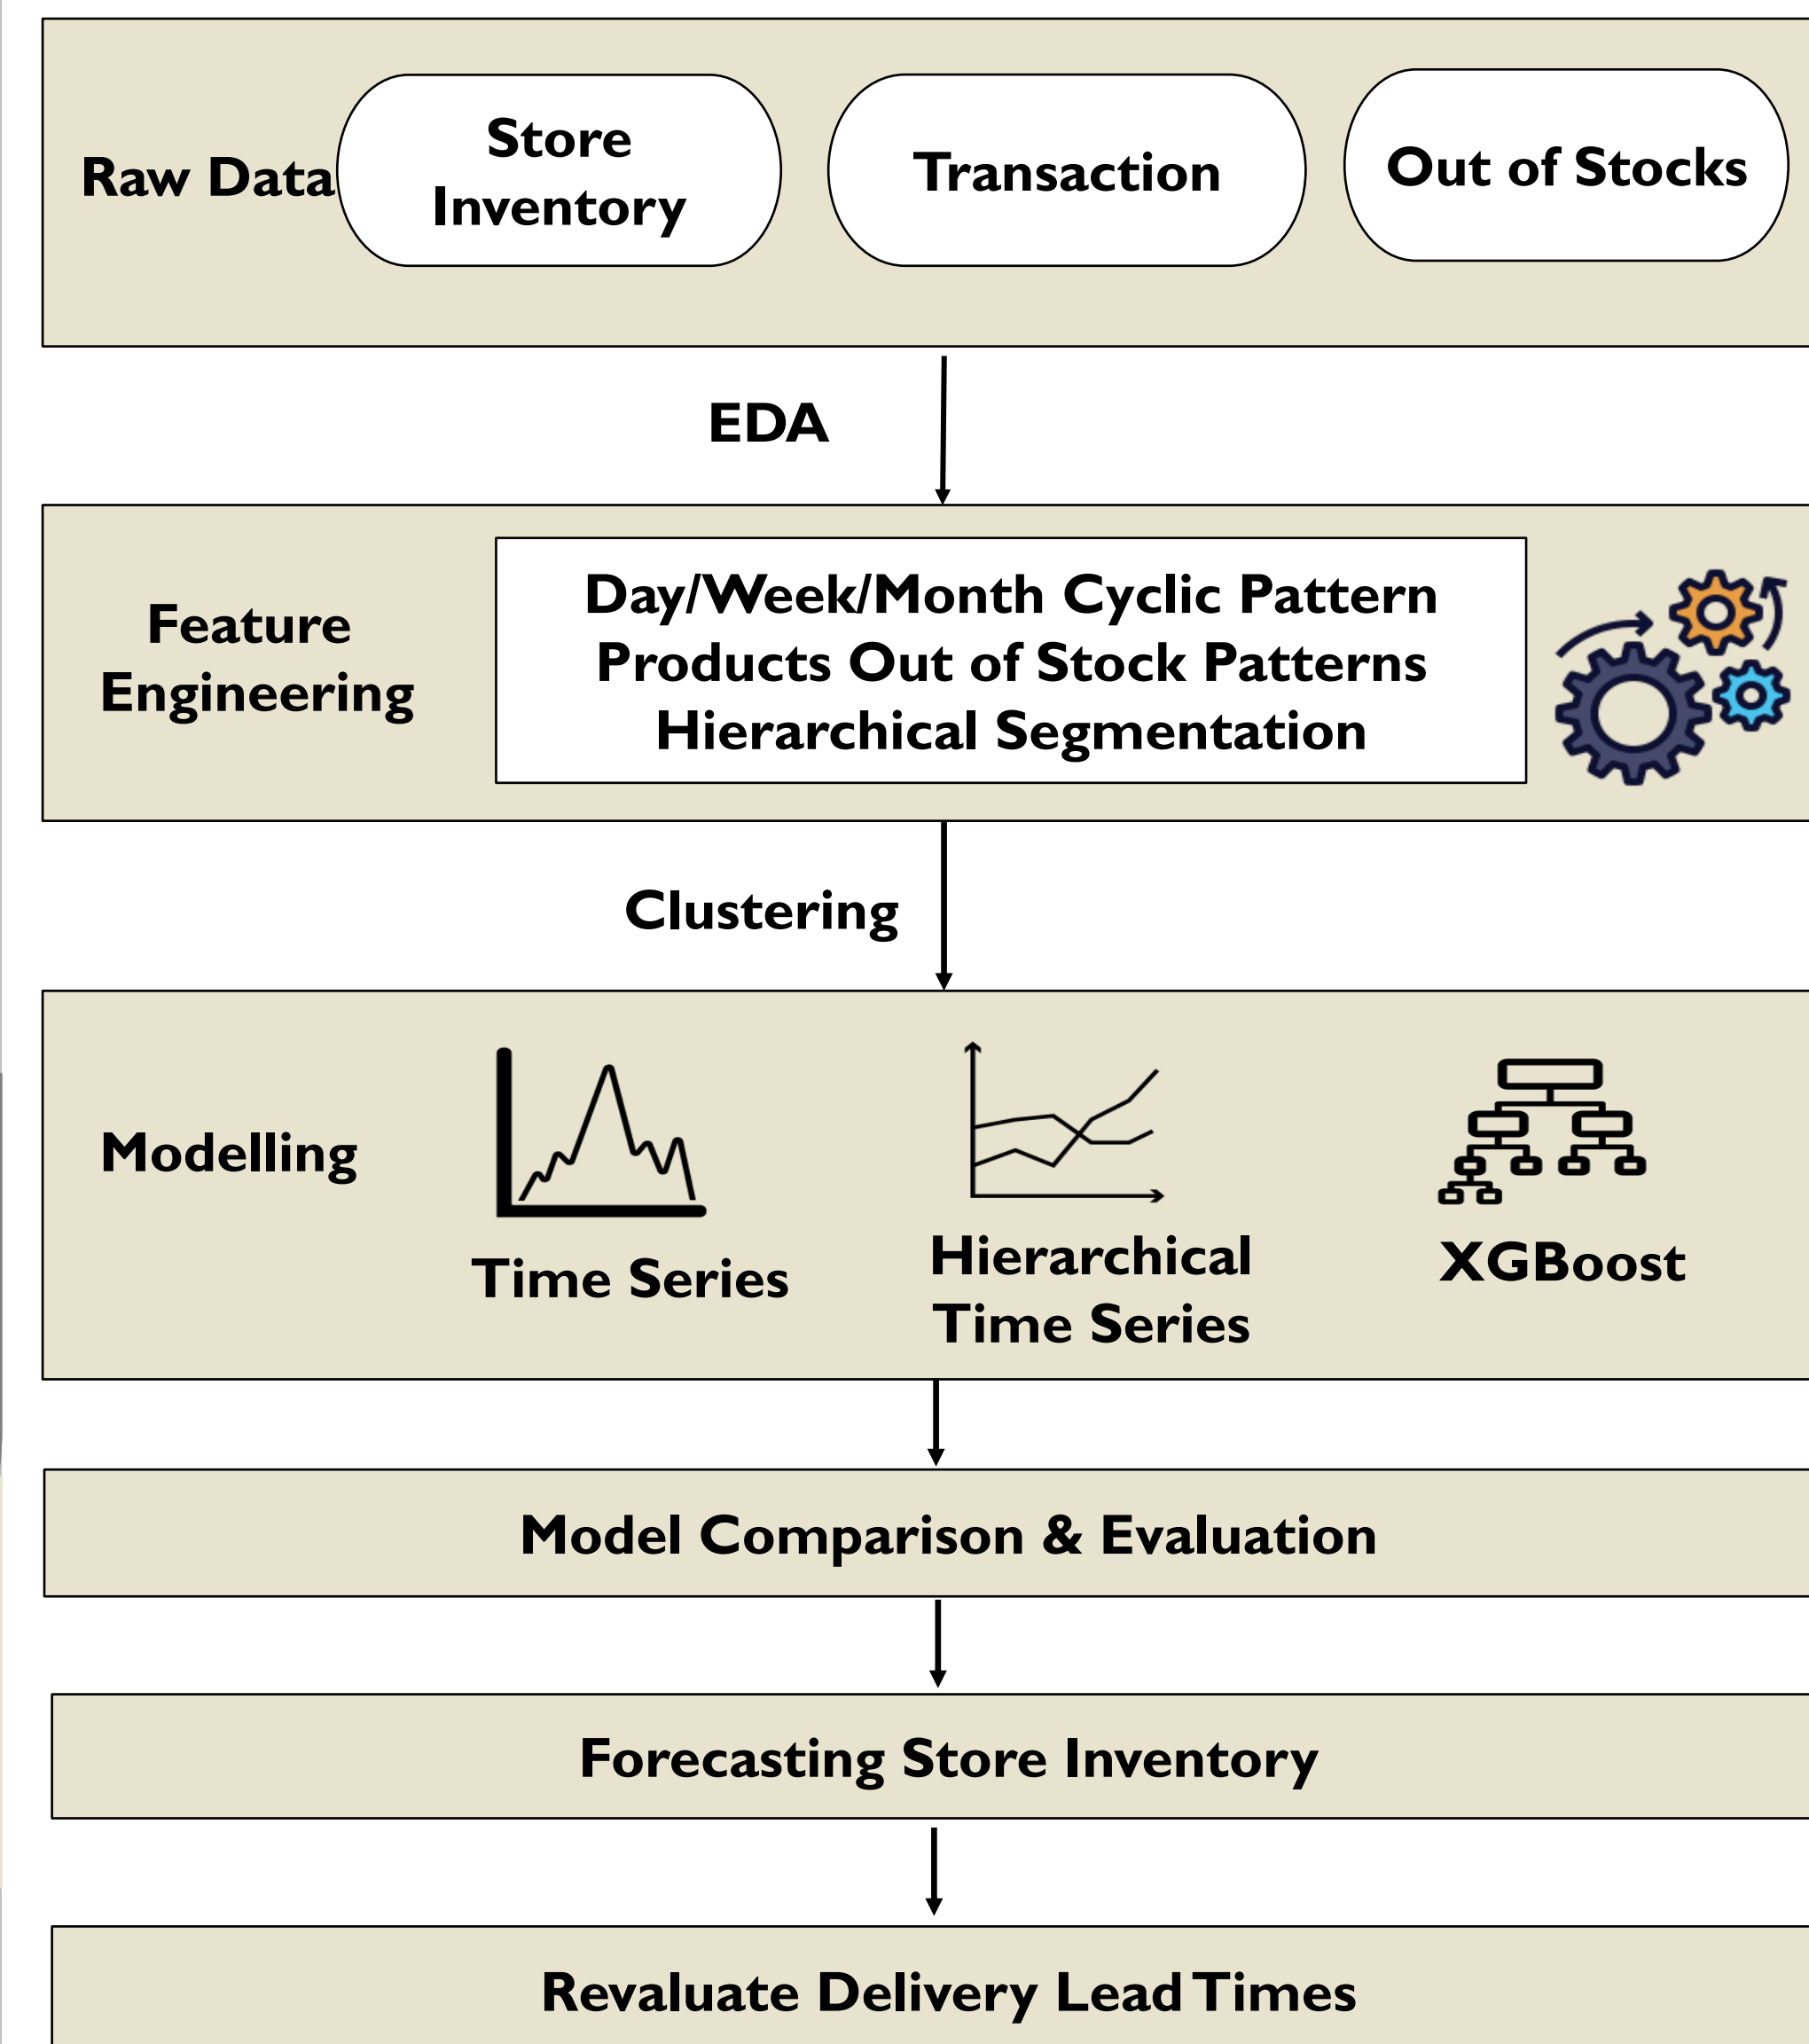 Raw Data
Store
Inventory
Transaction
Out of Stocks
EDA
Feature
Engineering
Day/Week/Month Cyclic Pattern
Products Out of Stock Patterns
Hierarchical Segmentation
Clustering
Modelling
Time Series
Hierarchical
Time Series
XGBoost
Model Comparison & Evaluation
Forecasting Store Inventory
Revaluate Delivery Lead Times